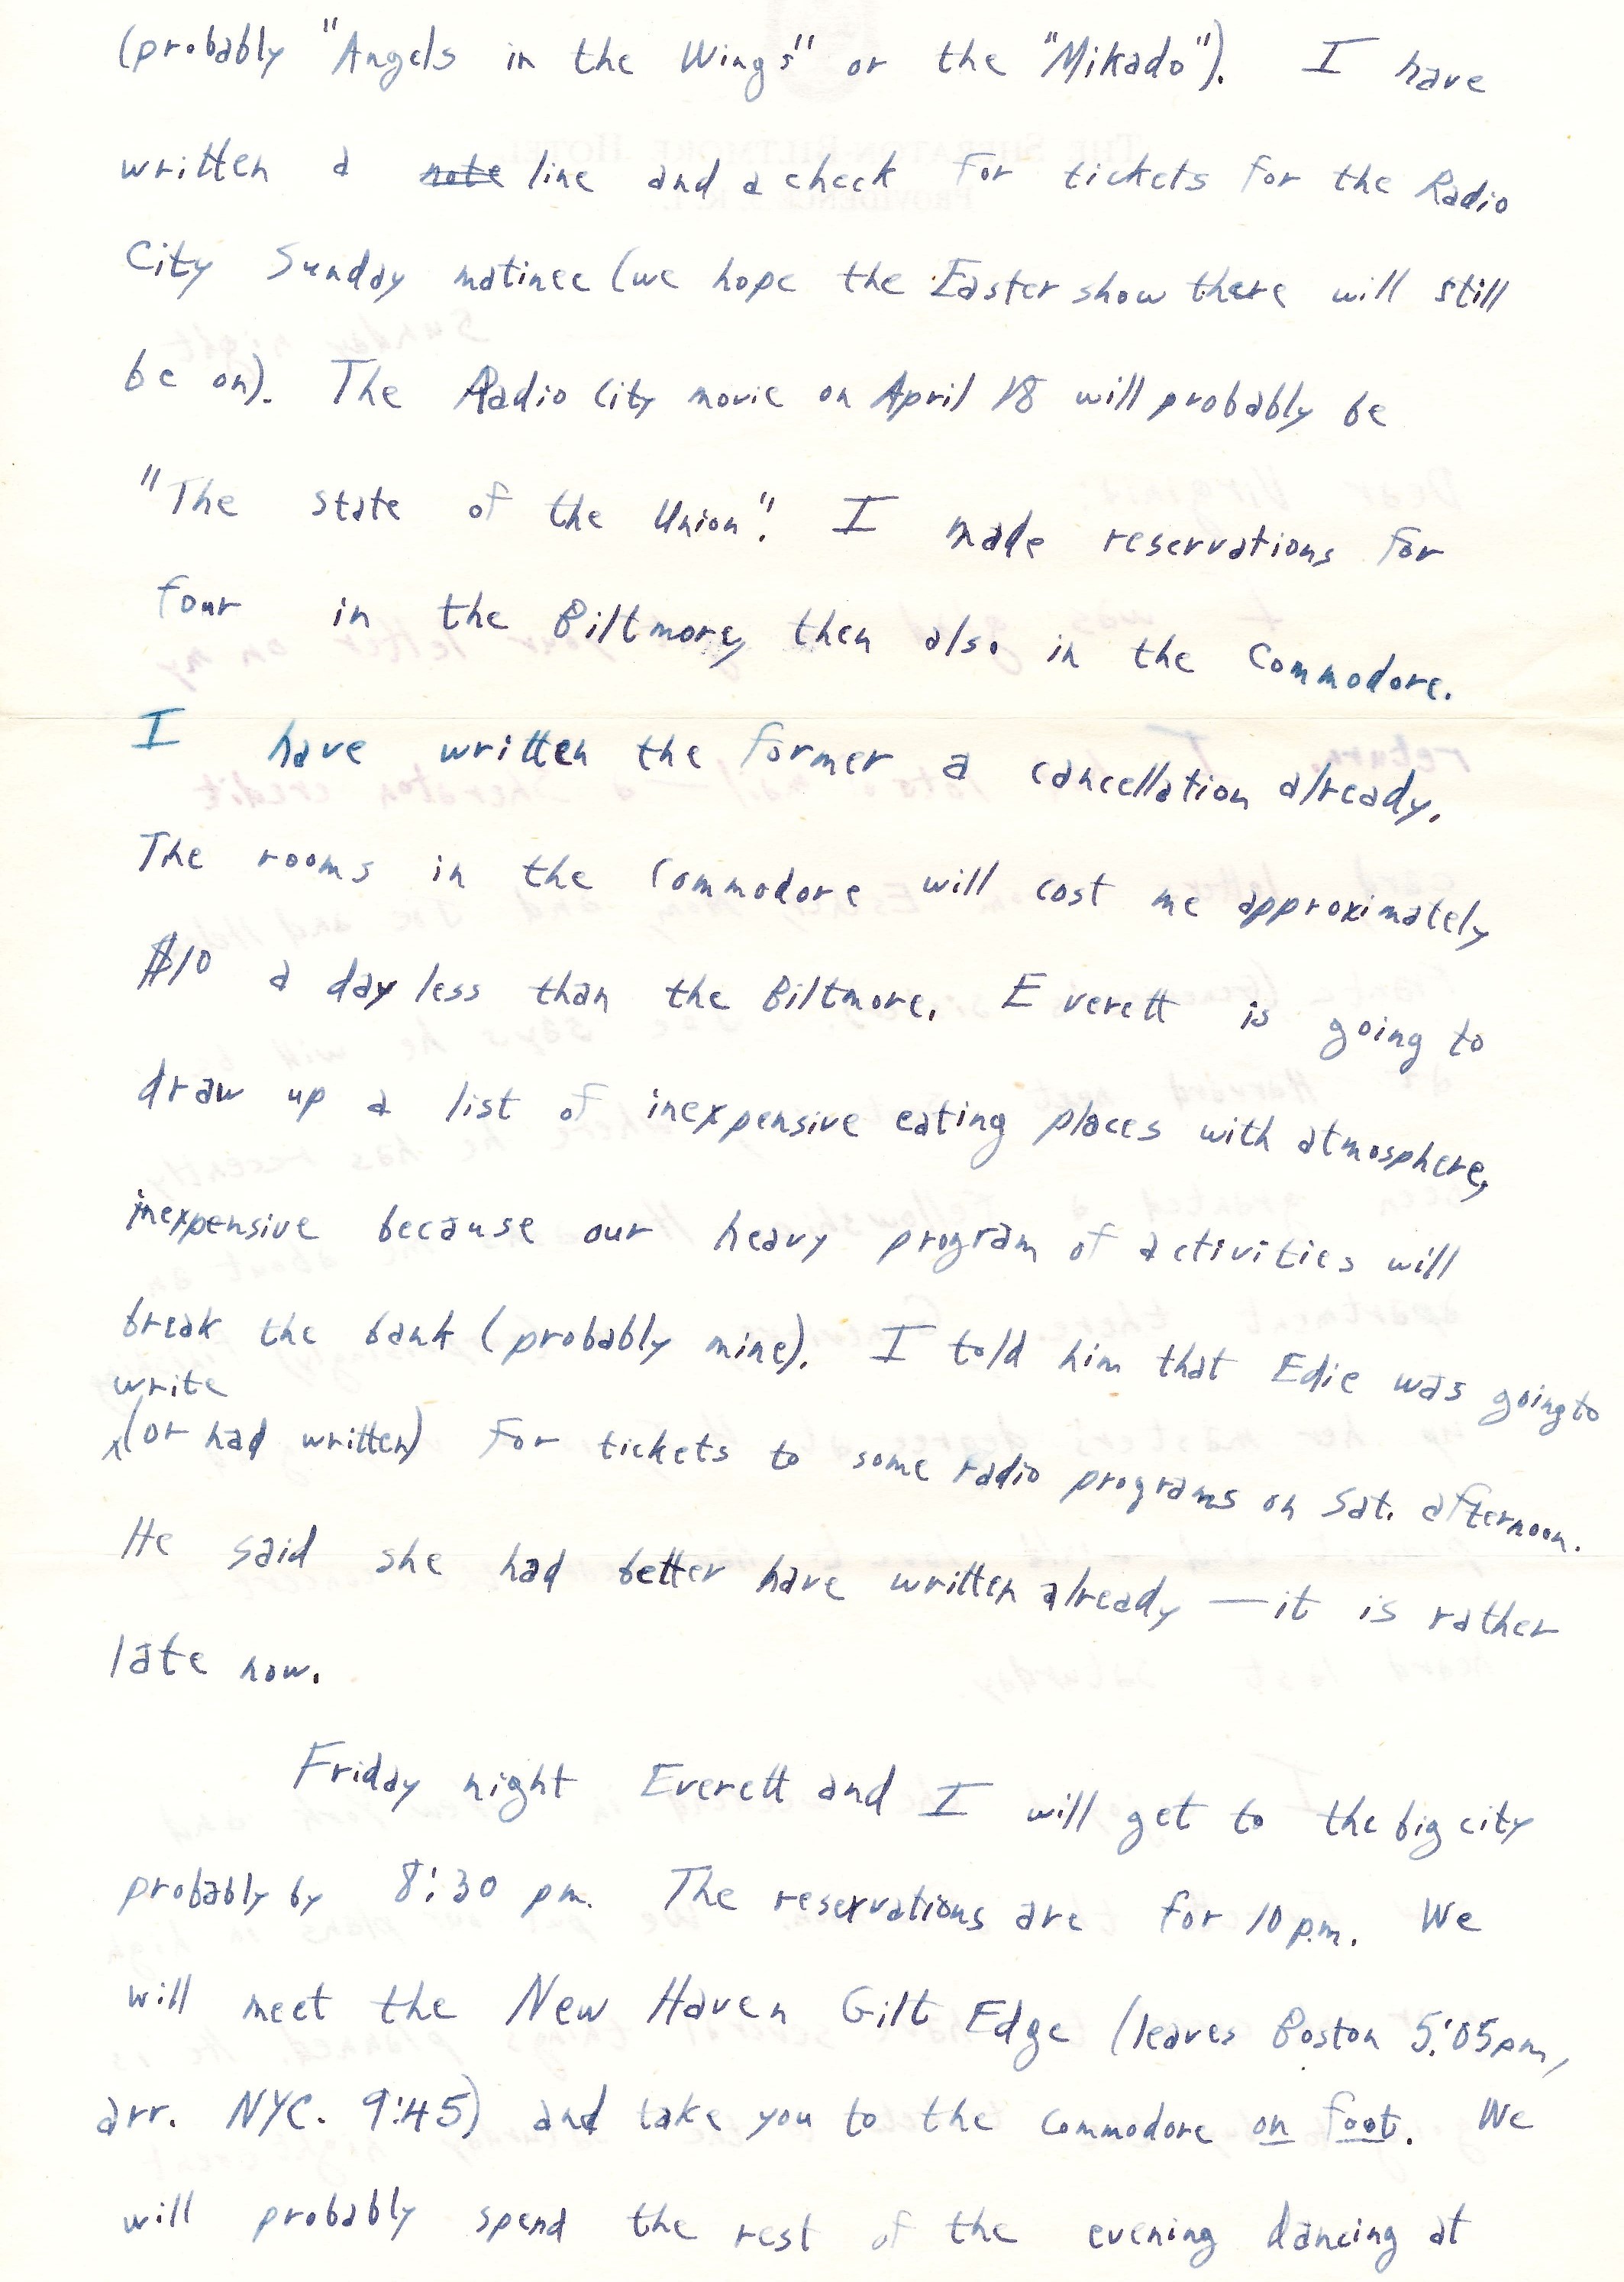 (probably "Angels in the Wings" or the "Mikado"). I have
written a note line and a check for tickets for the Radio
City Sunday matinee (we hope the Easter show there will still
be on). The Radio City movie on April 18 will probably be
"The state of the Union". I made reservations for
four in the Biltmore, then also in the Commodore.
I have written the former a cancellation already.
The rooms in the Commodore will cost me approximately
$10 a day less than the Biltmore. Everett is going to
draw up a list of inexpensive eating places with atmosphere,
inexpensive because our heavy program of activities will
break the bank (probably mine). I told him that Edie was going to
write
(or had written) for tickets to some radio programs on Sat. afternoon.
He said she had better have written already — it is rather
late now.
Friday night Everett and I will get to the big city
probably by 8:30 pm. The reservations are for 10 p.m. We
will meet the New Haven Gilt Edge (leaves Boston 5:05pm,
arr. NYC. 9:45) and take you to the Commodore on foot. We
will probably spend the rest of the evening dancing at